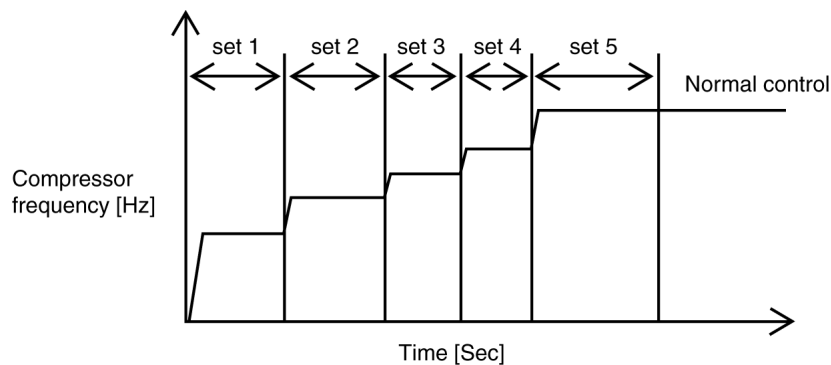 set 1
set 2
set 3
set 4
set 5
Normal control
Compressor
frequency [Hz]
Time [Sec]